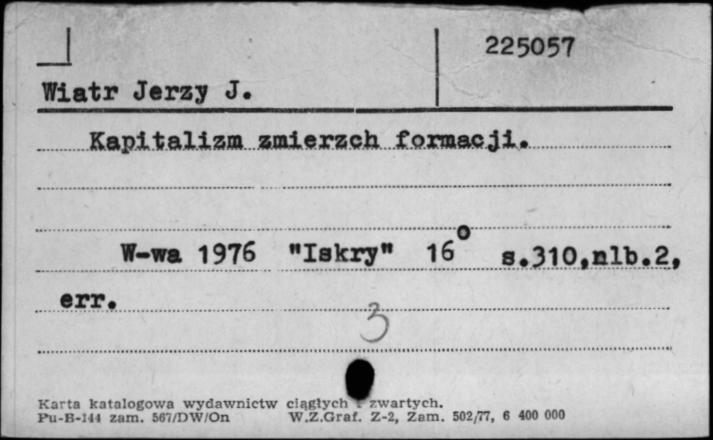 225057
Wiatr Jerzy J.
Kapitalizm zmierzch formacji.
W-wa 1976 "Iskry" 16° s.310,nlb.2,
err.
3
Karta katalogowa wydawnictw ciągłych i zwartych.
Pu-B-144 zam. 567/DW/On W.Z.Graf. Z-2, Zam. 502/77, 6 400 000